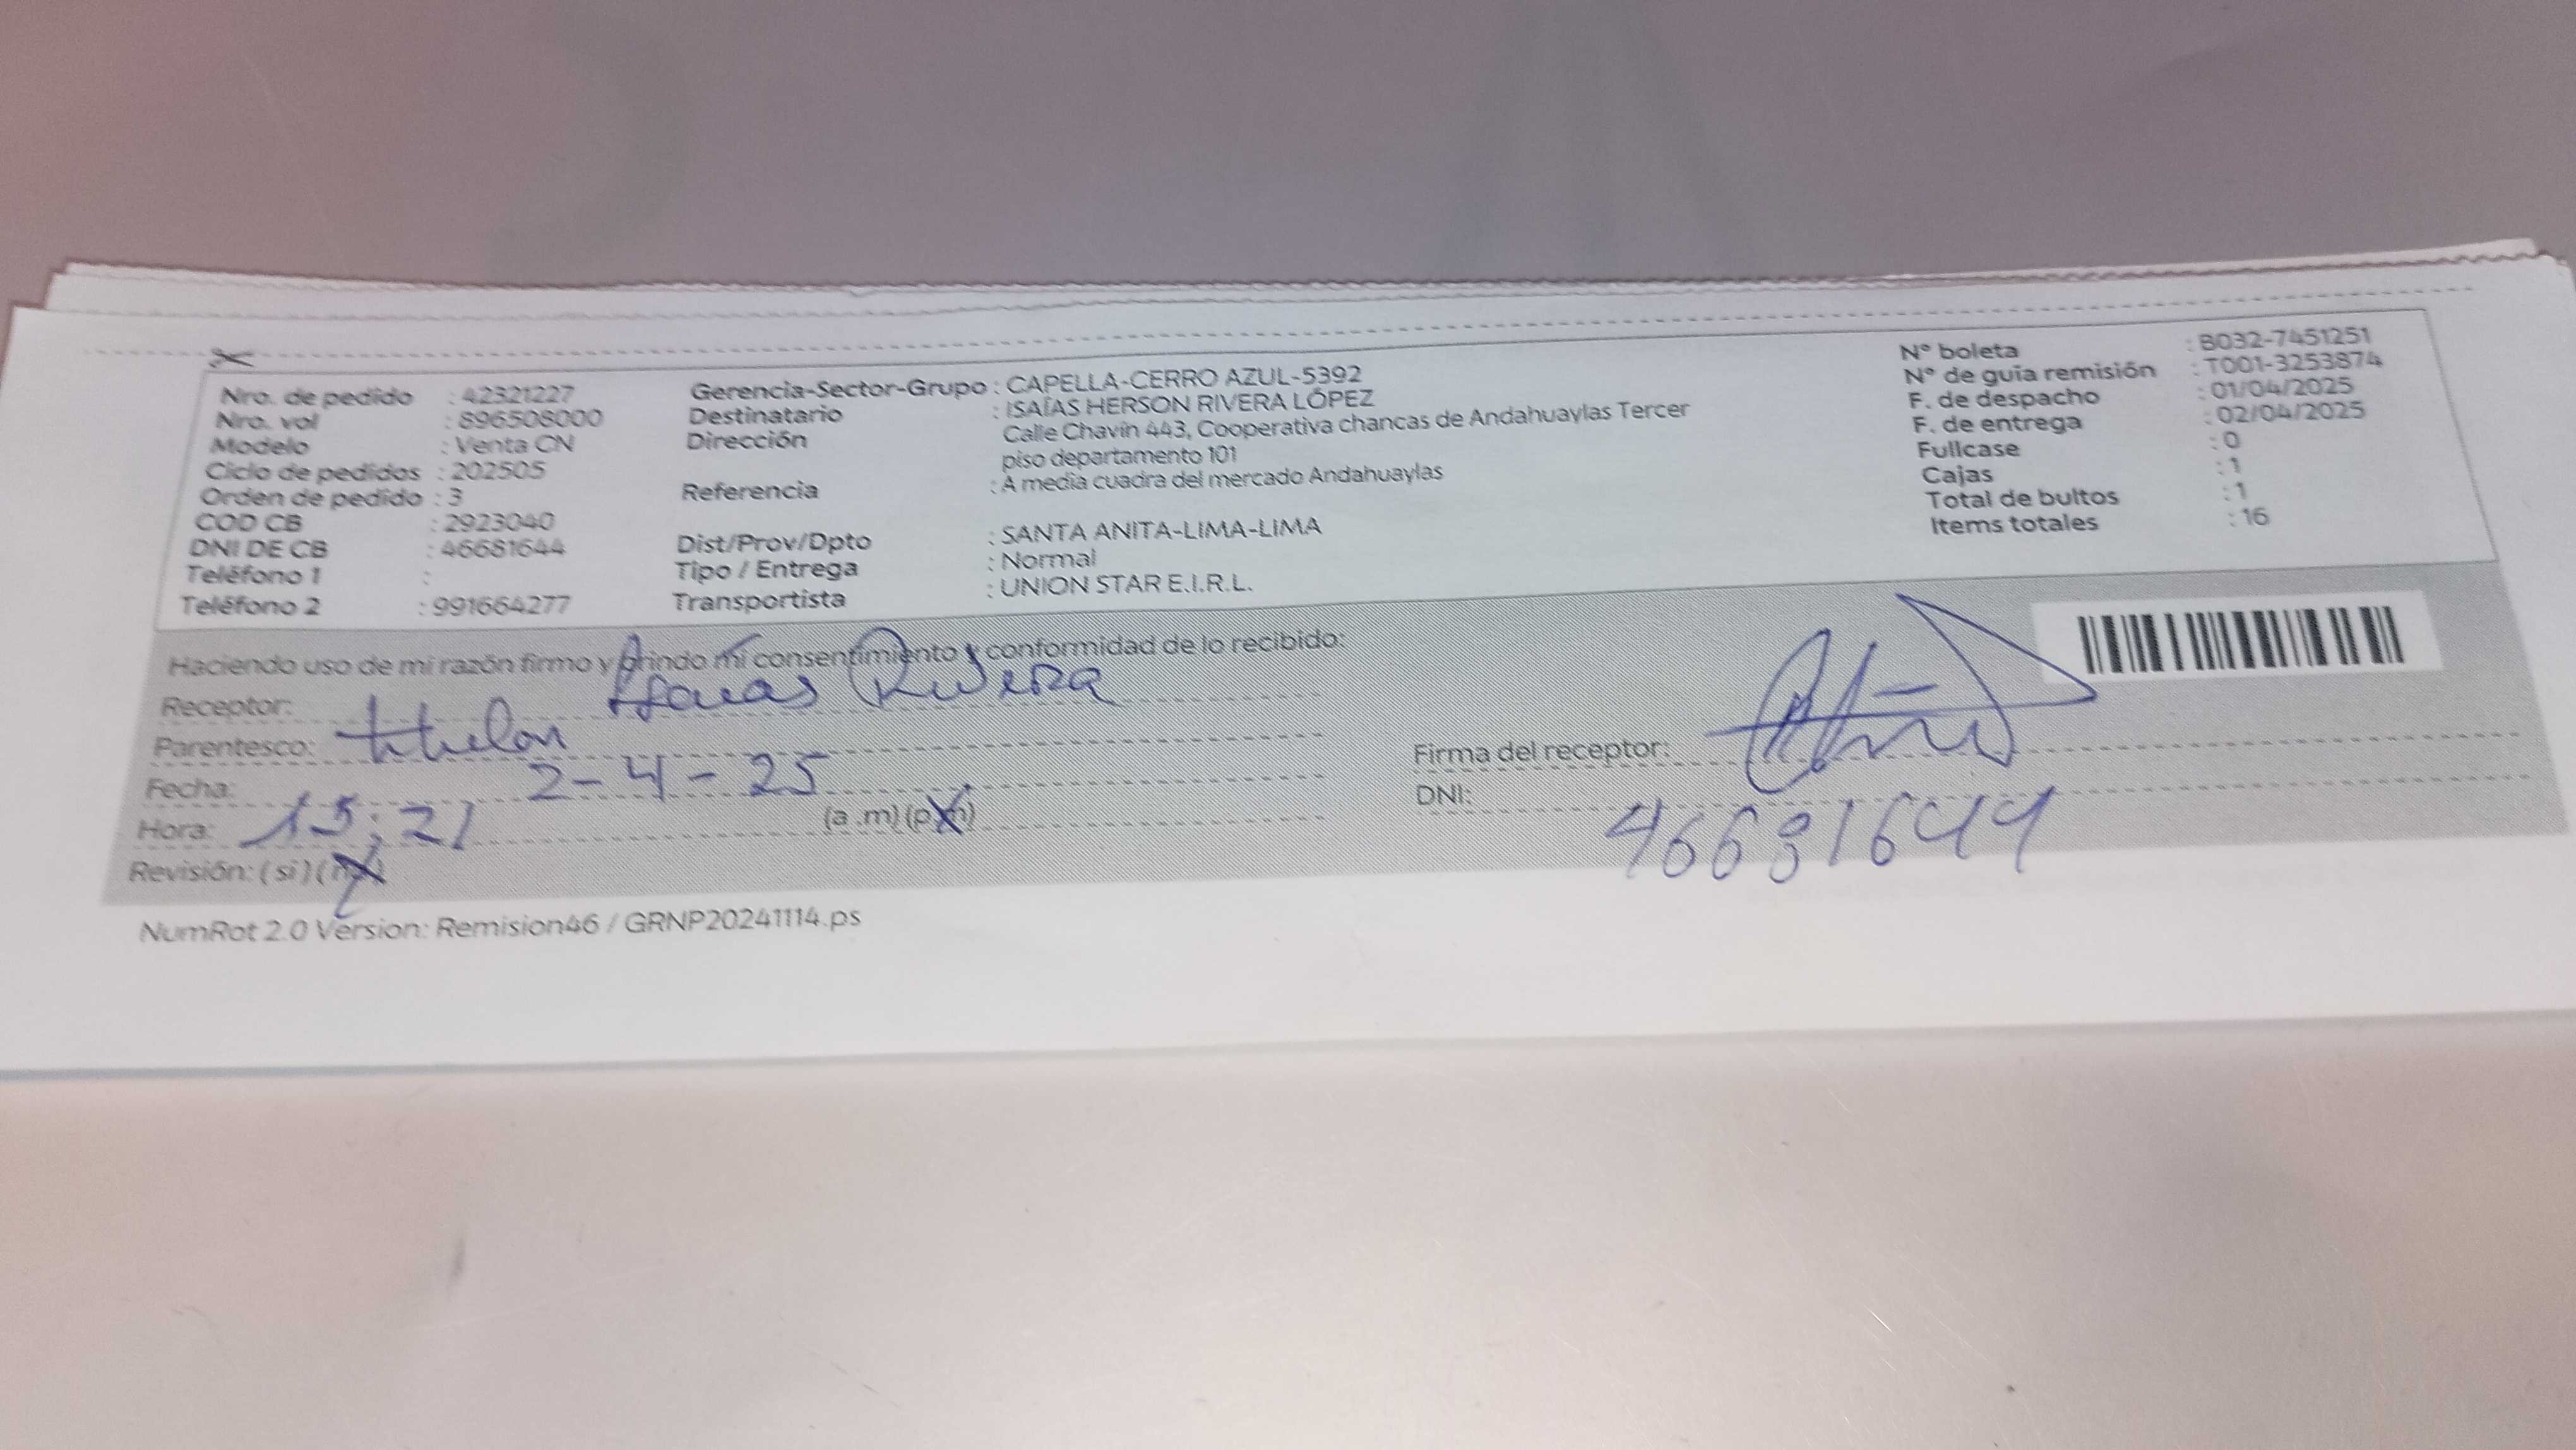 Nro. de pedido : 42321227
Nro. vol : 896508000
Modelo : Venta CN
Ciclo de pedidos : 202505
Orden de pedido : 3
COD CB : 2923040
DNI DE CB : 46681644
Teléfono 1 :
Teléfono 2 : 991664277
Gerencia-Sector-Grupo : CAPELLA-CERRO AZUL-5392
Destinatario : ISAÍAS HERSON RIVERA LÓPEZ
Dirección Calle Chavín 443, Cooperativa chancas de Andahuaylas Tercer
piso departamento 101
Referencia : A media cuadra del mercado Andahuaylas
Dist/Prov/Dpto : SANTA ANITA-LIMA-LIMA
Tipo / Entrega : Normal
Transportista : UNION STAR E.I.R.L.
N° boleta : B032-7451251
N° de guía remisión : T001-3253874
F. de despacho : 01/04/2025
F. de entrega : 02/04/2025
Fullcase : 0
Cajas : 1
Total de bultos : 1
Items totales : 16
Haciendo uso de mi razón firmo y brindo mi consentimiento y conformidad de lo recibido:
Receptor: Isaías Rivera
Parentesco: titular
Fecha: 2-4-25
Hora: 15:21 (a .m) (p.m)
Revisión: ( si ) ( no )
Firma del receptor:
DNI: 46681644
NumRot 2.0 Version: Remision46 / GRNP20241114.ps